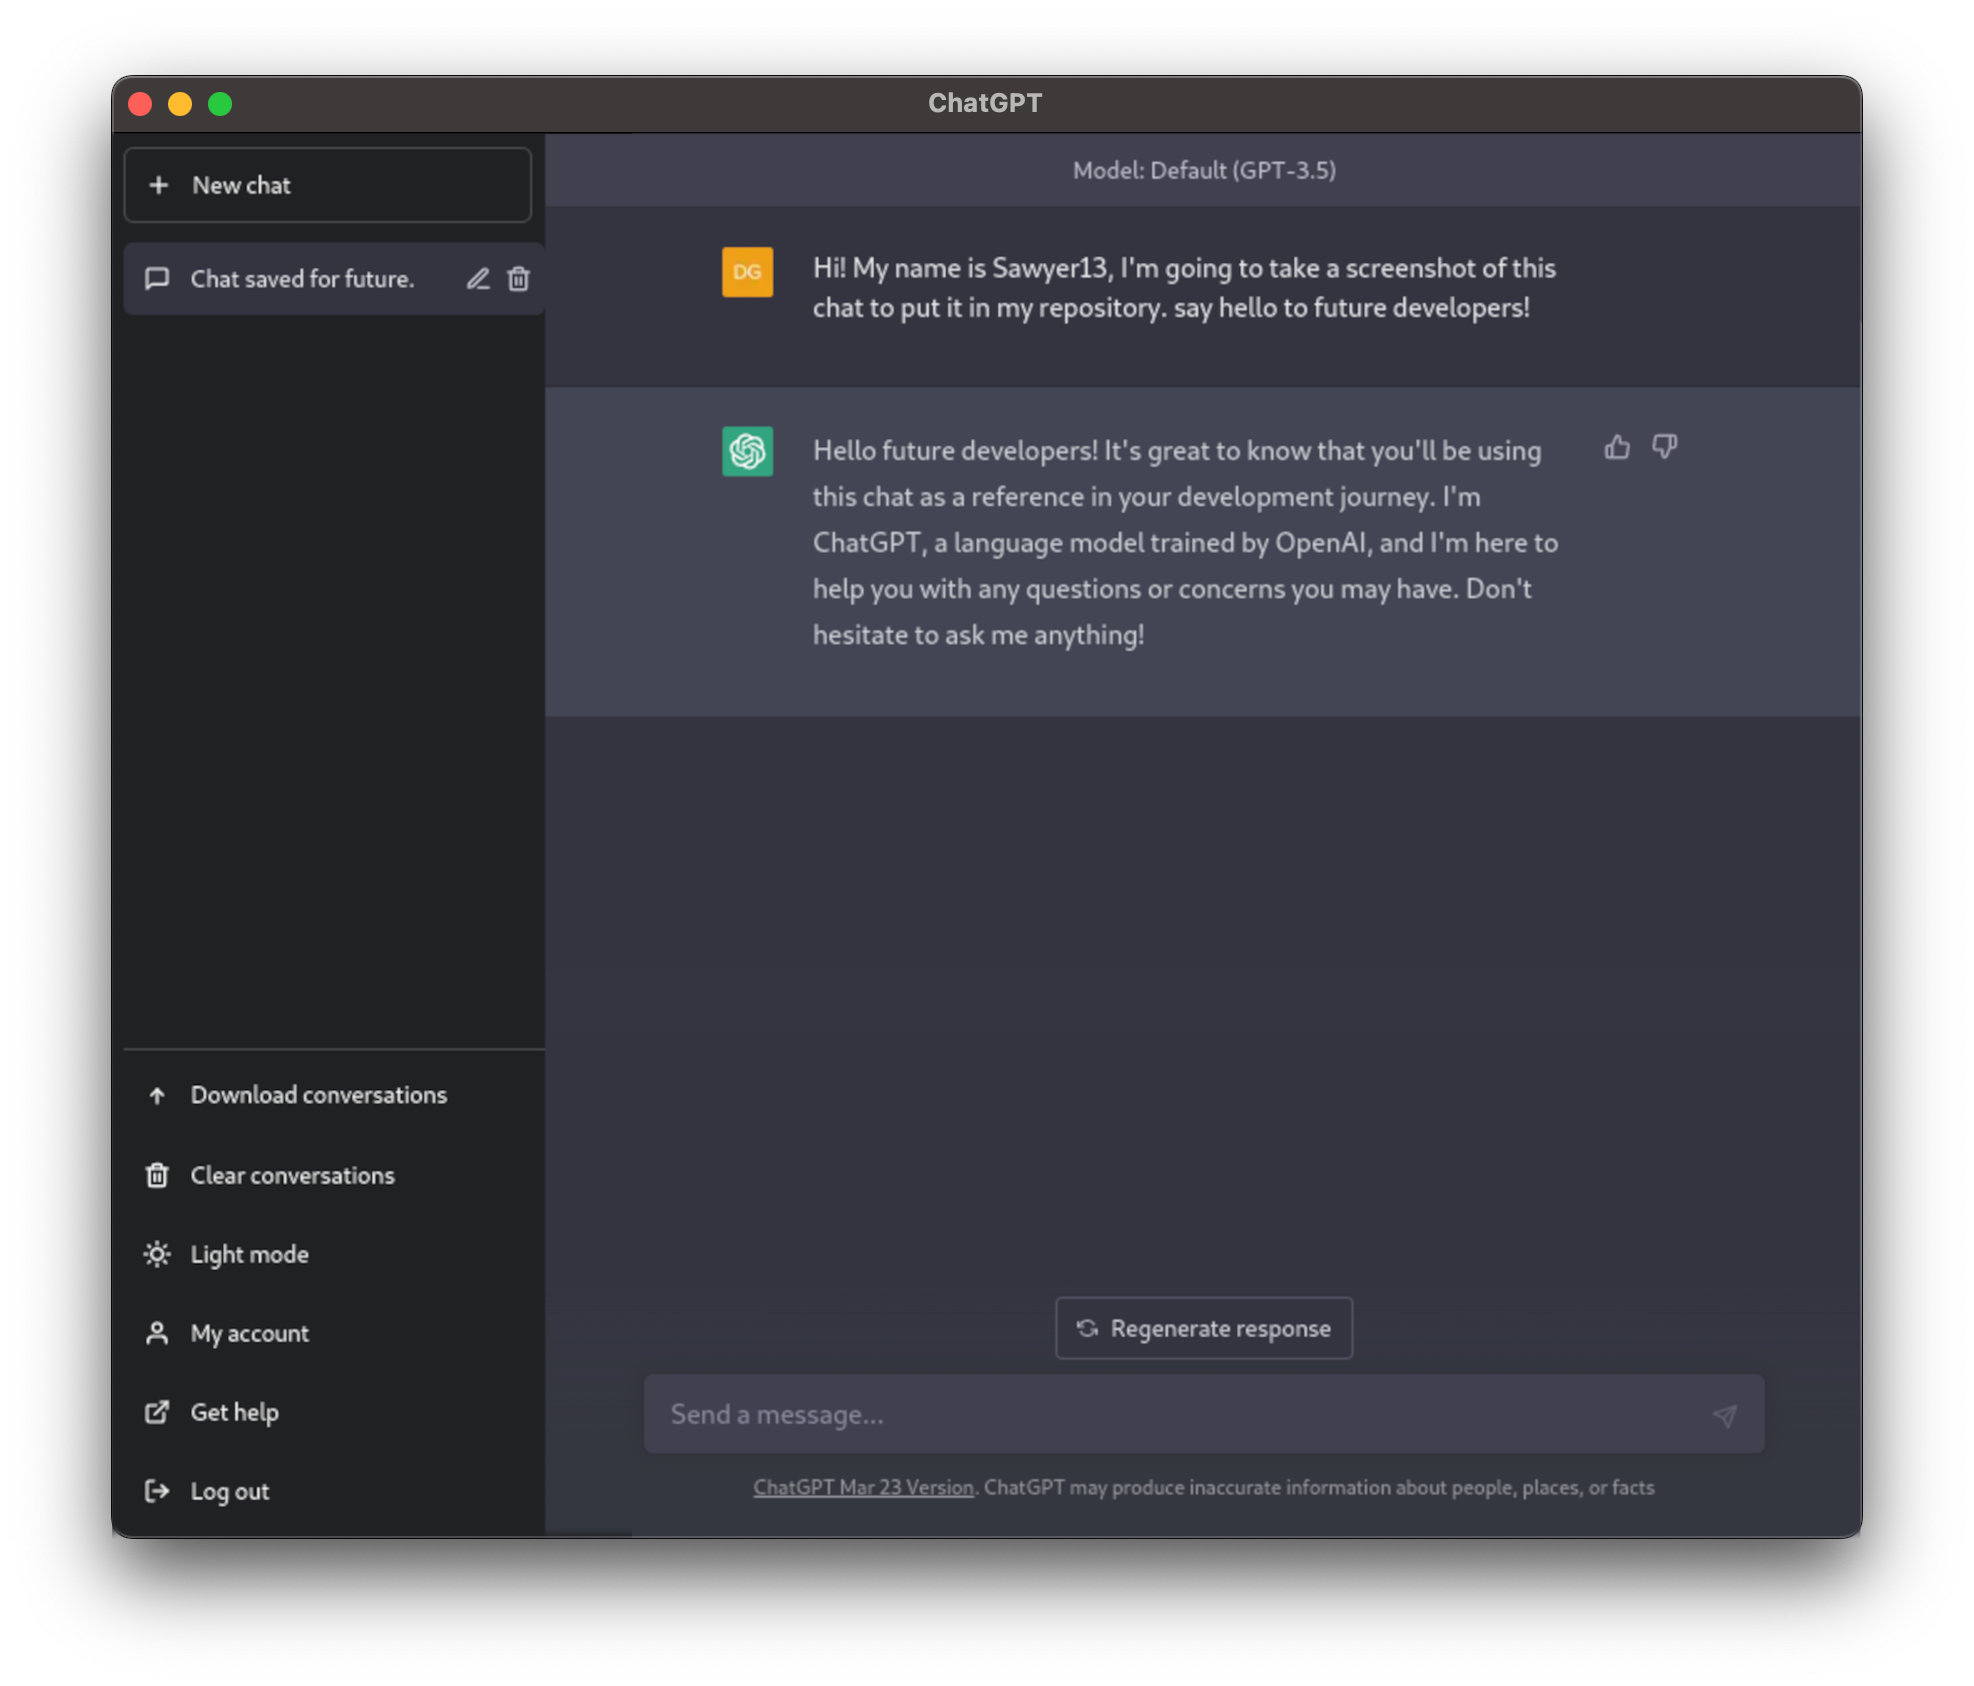 ChatGPT
New chat
Chat saved for future.
Download conversations
Clear conversations
Light mode
My account
Get help
Log out
Model: Default (GPT-3.5)
DG
Hi! My name is Sawyer13, I'm going to take a screenshot of this
chat to put it in my repository. say hello to future developers!
Hello future developers! It's great to know that you'll be using
this chat as a reference in your development journey. I'm
ChatGPT, a language model trained by OpenAI, and I'm here to
help you with any questions or concerns you may have. Don't
hesitate to ask me anything!
Regenerate response
Send a message...
ChatGPT Mar 23 Version. ChatGPT may produce inaccurate information about people, places, or facts